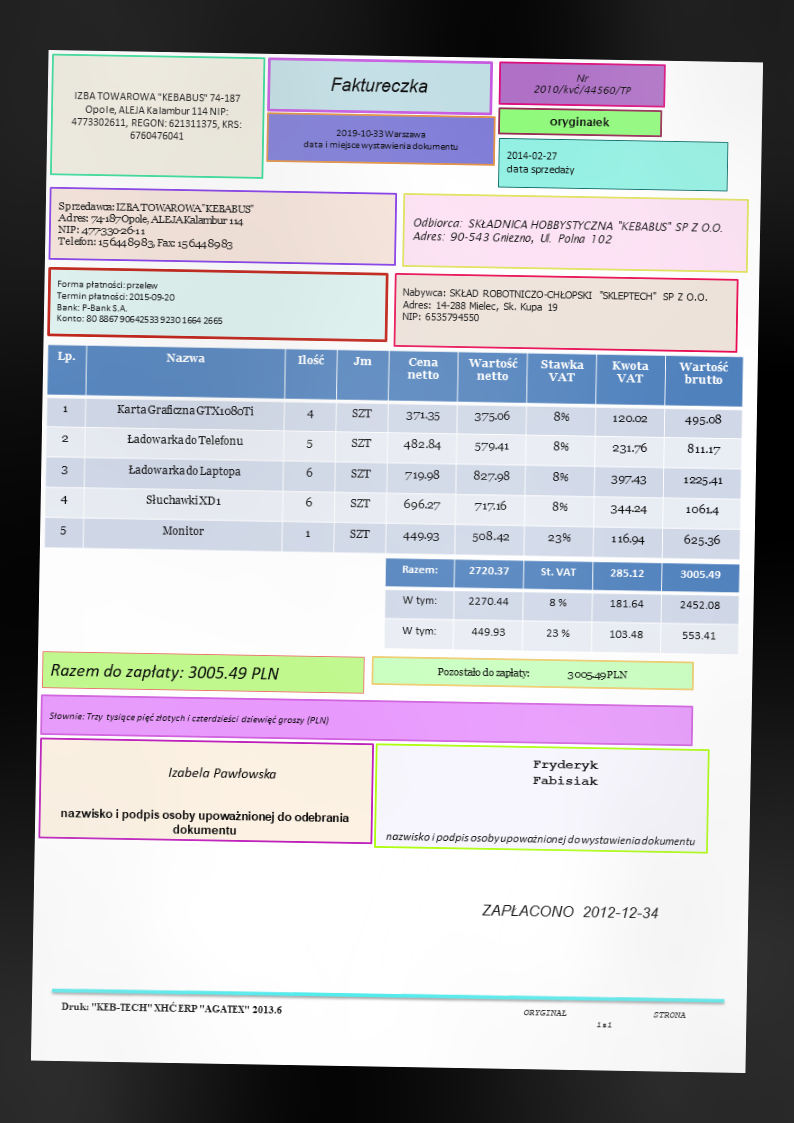 IZBA TOWAROWA "KEBABUS" 74-187
Opole, ALEJA Kalambur 114 NIP:
4773302611, REGON: 621311375, KRS:
6760476041
Faktureczka
2019-10-33 Warszawa
data i miejsce wystawienia dokumentu
Nr
2010/kvć/44560/TP
oryginałek
2014-02-27
data sprzedaży
Sprzedawca: IZBA TOWAROWA "KEBABUS"
Adres: 74-187 Opole, ALEJA Kalambur 114
NIP: 477-330-26-11
Telefon: 156448983, Fax: 156448983
Odbiorca: SKŁADNICA HOBBYSTYCZNA "KEBABUS" SP Z O.O.
Adres: 90-543 Gniezno, Ul. Polna 102
Forma płatności: przelew
Termin płatności: 2015-09-20
Bank: P-Bank S.A.
Konto: 80 8867 9064 2533 9230 1664 2665
Nabywca: SKŁAD ROBOTNICZO-CHŁOPSKI "SKLEPTECH" SP Z O.O.
Adres: 14-288 Mielec, Sk. Kupa 19
NIP: 6535794550
Lp. Nazwa Ilość Jm Cena netto Wartość netto Stawka VAT Kwota VAT Wartość brutto
1 Karta Graficzna GTX1080Ti 4 SZT 371.35 375.06 8% 120.02 495.08
2 Ładowarka do Telefonu 5 SZT 482.84 579.41 8% 231.76 811.17
3 Ładowarka do Laptopa 6 SZT 719.98 827.98 8% 397.43 1225.41
4 Słuchawki XD1 6 SZT 696.27 717.16 8% 344.24 1061.4
5 Monitor 1 SZT 449.93 508.42 23% 116.94 625.36
Razem: 2720.37 St. VAT 285.12 3005.49
W tym: 2270.44 8 % 181.64 2452.08
W tym: 449.93 23 % 103.48 553.41
Razem do zapłaty: 3005.49 PLN
Pozostało do zapłaty: 3005.49 PLN
Słownie: Trzy tysiące pięć złotych i czterdzieści dziewięć groszy (PLN)
Izabela Pawłowska
nazwisko i podpis osoby upoważnionej do odebrania
dokumentu
Fryderyk
Fabisiak
nazwisko i podpis osoby upoważnionej do wystawienia dokumentu
ZAPŁACONO 2012-12-34
Druk: "KEB-TECH" XHĆ ERP "AGATEX" 2013.6
ORYGINAŁ STRONA
1 z 1